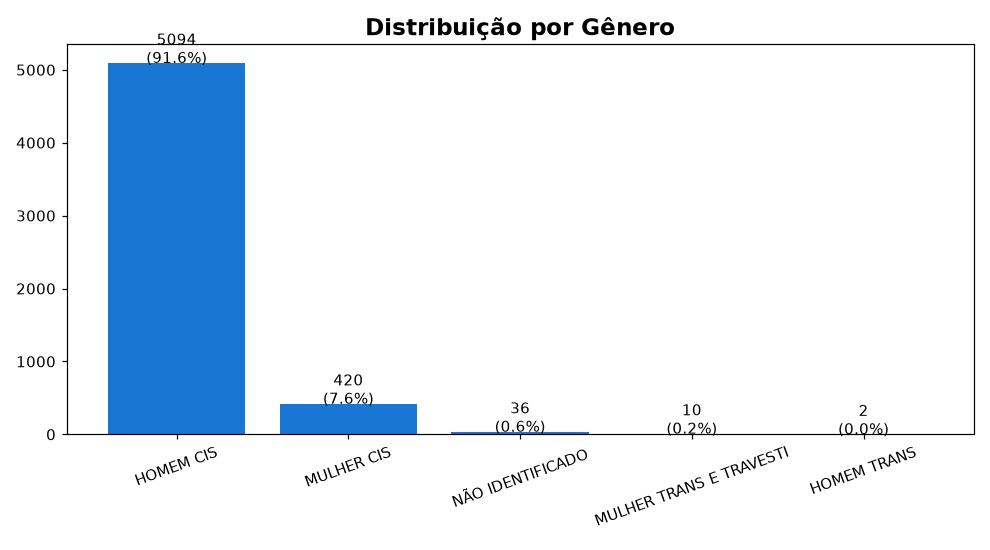 Distribuição por Gênero
5094
(91.6%)
420
(7.6%)
36
(0.6%)
10
(0.2%)
2
(0.0%)
5000
4000
3000
2000
1000
0
HOMEM CIS
MULHER CIS
NÃO IDENTIFICADO
MULHER TRANS E TRAVESTI
HOMEM TRANS